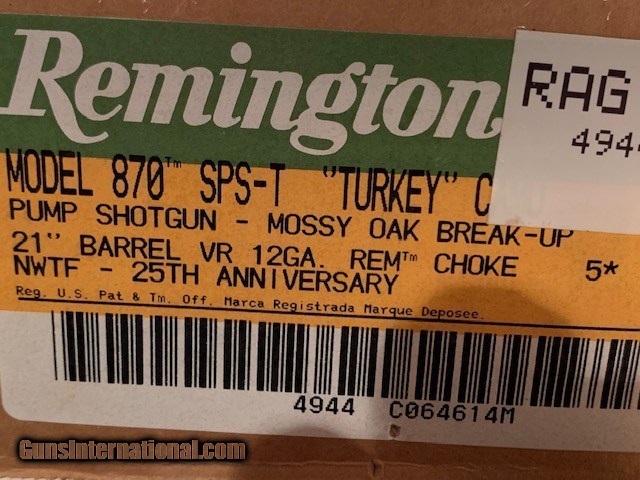 Remington
RAG
494
MODEL 870™ SPS-T "TURKEY"
PUMP SHOTGUN - MOSSY OAK BREAK-UP
21" BARREL VR 12GA. REM™ CHOKE 5*
NWTF - 25TH ANNIVERSARY
Reg. U.S. Pat & Tm. Off. Marca Registrada Marque Deposee.
4944 C064614M
GunsInternational.com